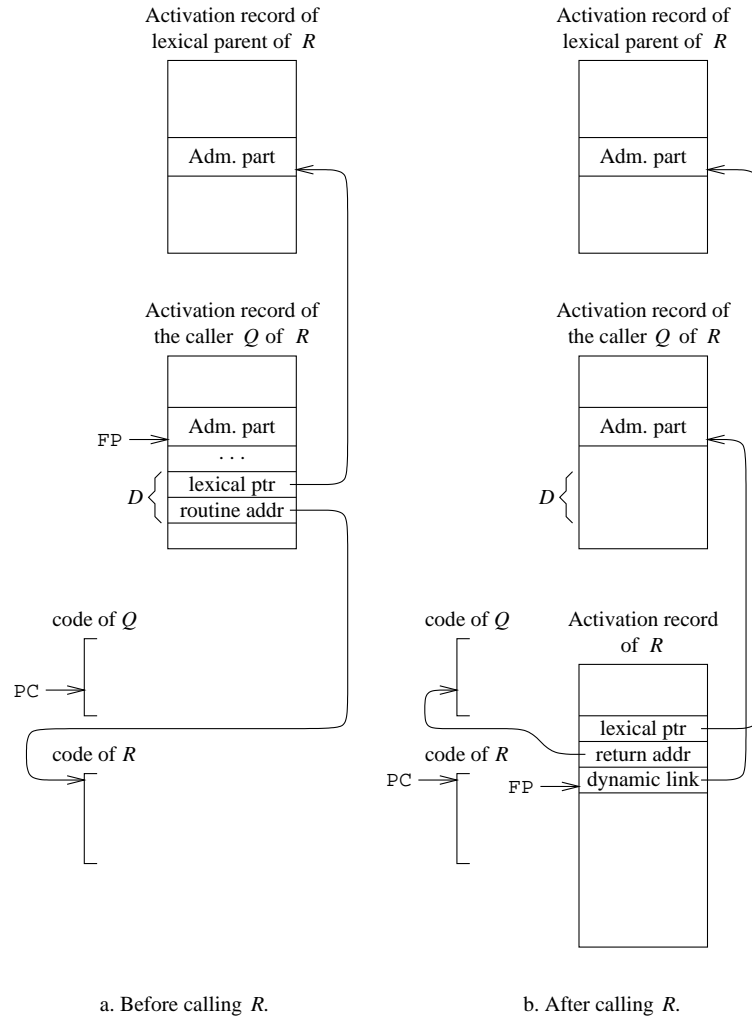 Activation record of
lexical parent of R
Adm. part
Activation record of
the caller Q of R
FP
Adm. part
. . .
D
lexical ptr
routine addr
code of Q
PC
code of R
a. Before calling R.
Activation record of
lexical parent of R
Adm. part
Activation record of
the caller Q of R
Adm. part
D
code of Q
Activation record
of R
lexical ptr
return addr
code of R
PC
FP
dynamic link
b. After calling R.